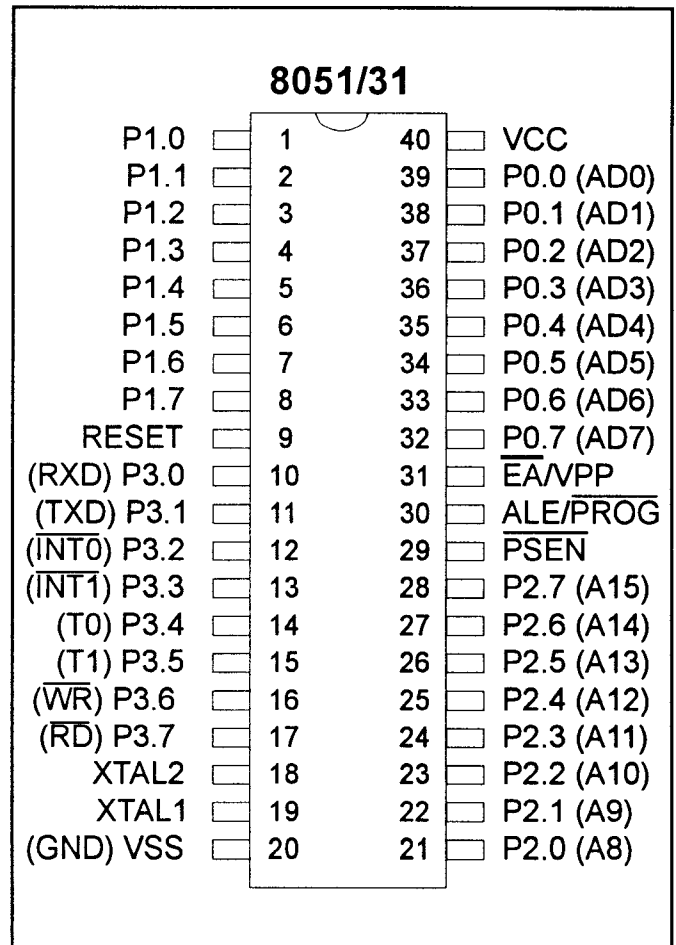 8051/31
P1.0 1 40 VCC
P1.1 2 39 P0.0 (AD0)
P1.2 3 38 P0.1 (AD1)
P1.3 4 37 P0.2 (AD2)
P1.4 5 36 P0.3 (AD3)
P1.5 6 35 P0.4 (AD4)
P1.6 7 34 P0.5 (AD5)
P1.7 8 33 P0.6 (AD6)
RESET 9 32 P0.7 (AD7)
(RXD) P3.0 10 31 E̅A̅/VPP
(TXD) P3.1 11 30 ALE/P̅R̅O̅G̅
(I̅N̅T̅0̅) P3.2 12 29 P̅S̅E̅N̅
(I̅N̅T̅1̅) P3.3 13 28 P2.7 (A15)
(T0) P3.4 14 27 P2.6 (A14)
(T1) P3.5 15 26 P2.5 (A13)
(W̅R̅) P3.6 16 25 P2.4 (A12)
(R̅D̅) P3.7 17 24 P2.3 (A11)
XTAL2 18 23 P2.2 (A10)
XTAL1 19 22 P2.1 (A9)
(GND) VSS 20 21 P2.0 (A8)